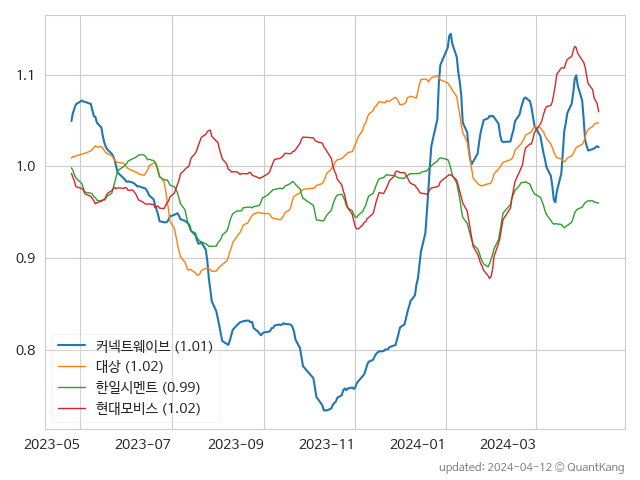 1.1
1.0
0.9
0.8
커넥트웨이브 (1.01)
대상 (1.02)
한일시멘트 (0.99)
현대모비스 (1.02)
2023-05 2023-07 2023-09 2023-11 2024-01 2024-03
updated: 2024-04-12 © QuantKang